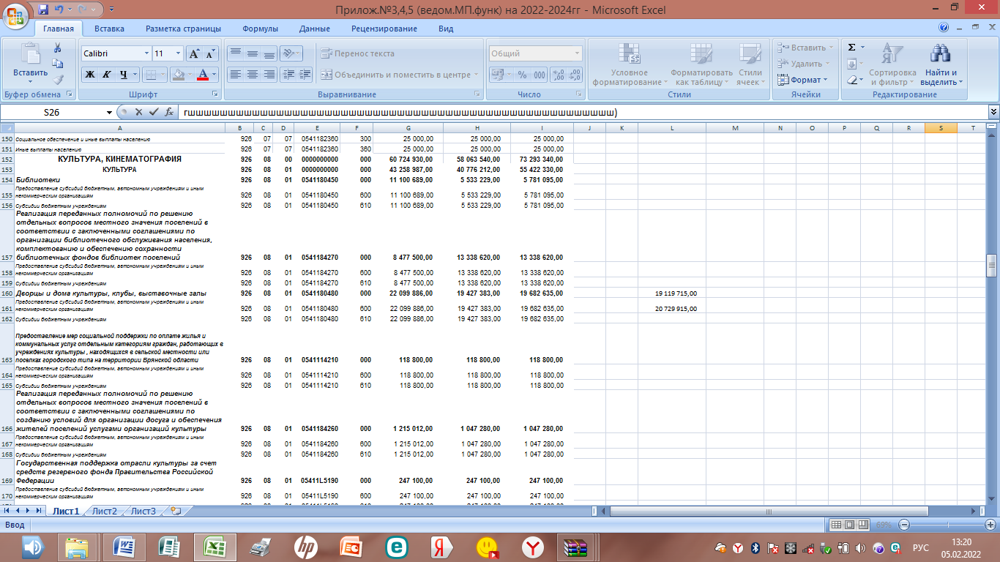 Прилож.№3,4,5 (ведом.МП.функ) на 2022-2024гг - Microsoft Excel
Главная Вставка Разметка страницы Формулы Данные Рецензирование Вид
Calibri 11 Перенос текста Общий Вставить Σ
Вставить Ж К Ч Объединить и поместить в центре % 000 Условное форматирование Форматировать как таблицу Стили ячеек Удалить Формат Сортировка и фильтр Найти и выделить
Буфер обмена Шрифт Выравнивание Число Стили Ячейки Редактирование
S26
A B C D E F G H I J K L M N O P Q R S T
150 Социальное обеспечение и иные выплаты населению 926 07 07 0541182360 300 25 000,00 25 000,00 25 000,00
151 Иные выплаты населению 926 07 07 0541182360 360 25 000,00 25 000,00 25 000,00
152 КУЛЬТУРА, КИНЕМАТОГРАФИЯ 926 08 00 0000000000 000 60 724 930,00 58 063 540,00 73 293 340,00
153 КУЛЬТУРА 926 08 01 0000000000 000 43 258 987,00 40 776 212,00 55 422 330,00
154 Библиотеки 926 08 01 0541180450 000 11 100 689,00 5 533 229,00 5 781 095,00
Предоставление субсидий бюджетным, автономным учреждениям и иным
155 некоммерческим организациям 926 08 01 0541180450 600 11 100 689,00 5 533 229,00 5 781 095,00
156 Субсидии бюджетным учреждениям 926 08 01 0541180450 610 11 100 689,00 5 533 229,00 5 781 095,00
Реализация переданных полномочий по решению
отдельных вопросов местного значения поселений в
соответствии с заключенными соглашениями по
организации библиотечного обслуживания населения,
комплектованию и обеспечению сохранности
157 библиотечных фондов библиотек поселений 926 08 01 0541184270 000 8 477 500,00 13 338 620,00 13 338 620,00
Предоставление субсидий бюджетным, автономным учреждениям и иным
158 некоммерческим организациям 926 08 01 0541184270 600 8 477 500,00 13 338 620,00 13 338 620,00
159 Субсидии бюджетным учреждениям 926 08 01 0541184270 610 8 477 500,00 13 338 620,00 13 338 620,00
160 Дворцы и дома культуры, клубы, выставочные залы 926 08 01 0541180480 000 22 099 886,00 19 427 383,00 19 682 635,00 19 119 715,00
Предоставление субсидий бюджетным, автономным учреждениям и иным
161 некоммерческим организациям 926 08 01 0541180480 600 22 099 886,00 19 427 383,00 19 682 635,00 20 729 915,00
162 Субсидии бюджетным учреждениям 926 08 01 0541180480 610 22 099 886,00 19 427 383,00 19 682 635,00
Предоставление мер социальной поддержки по оплате жилья и
коммунальных услуг отдельным категориям граждан, работающих в
учреждениях культуры , находящихся в сельской местности или
163 поселках городского типа на территории Брянской области 926 08 01 0541114210 000 118 800,00 118 800,00 118 800,00
Предоставление субсидий бюджетным, автономным учреждениям и иным
164 некоммерческим организациям 926 08 01 0541114210 600 118 800,00 118 800,00 118 800,00
165 Субсидии бюджетным учреждениям 926 08 01 0541114210 610 118 800,00 118 800,00 118 800,00
Реализация переданных полномочий по решению
отдельных вопросов местного значения поселений в
соответствии с заключенными соглашениями по
созданию условий для организации досуга и обеспечения
166 жителей поселений услугами организаций культуры 926 08 01 0541184260 000 1 215 012,00 1 047 280,00 1 047 280,00
Предоставление субсидий бюджетным, автономным учреждениям и иным
167 некоммерческим организациям 926 08 01 0541184260 600 1 215 012,00 1 047 280,00 1 047 280,00
168 Субсидии бюджетным учреждениям 926 08 01 0541184260 610 1 215 012,00 1 047 280,00 1 047 280,00
Государственная поддержка отрасли культуры за счет
средств резервного фонда Правительства Российской
169 Федерации 926 08 01 05411L5190 000 247 100,00 247 100,00 247 100,00
Предоставление субсидий бюджетным, автономным учреждениям и иным
170 некоммерческим организациям 926 08 01 05411L5190 600 247 100,00 247 100,00 247 100,00
Лист1 Лист2 Лист3
Ввод 69%
РУС 13:20
05.02.2022